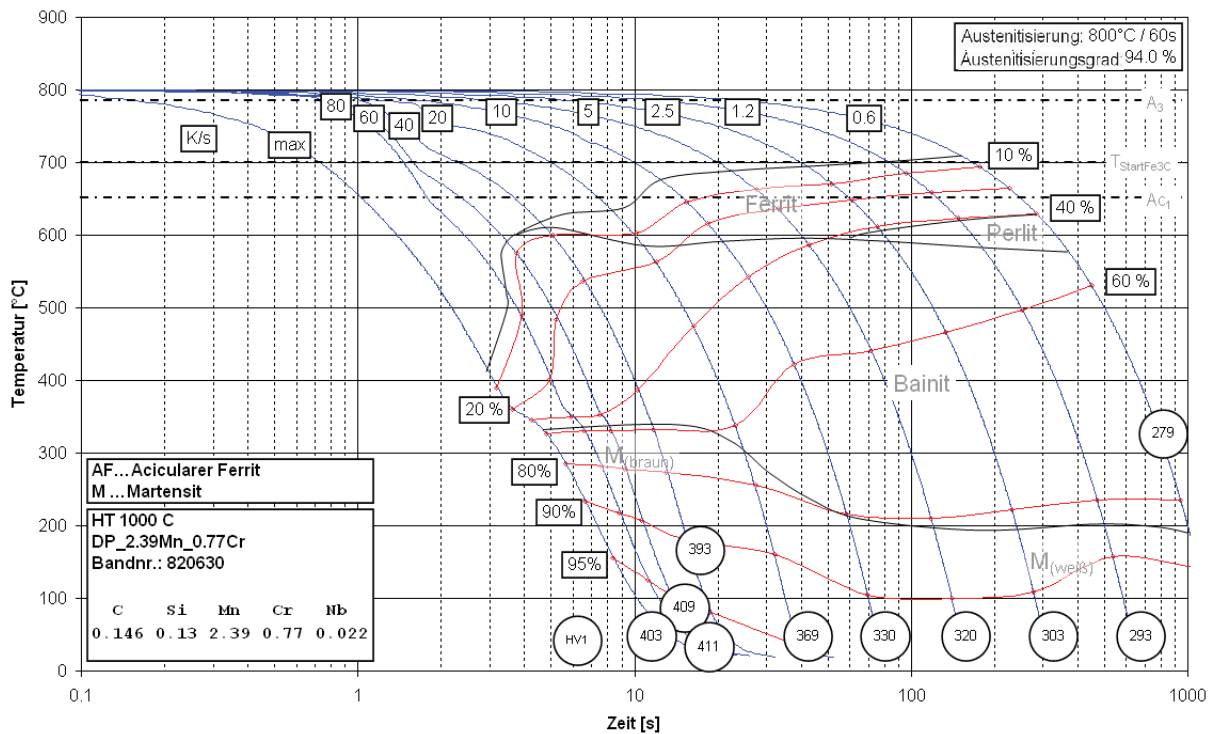 900
800
700
600
500
400
300
200
100
0
Temperatur [°C]
0.1
1
10
100
1000
Zeit [s]
Austenitisierung: 800°C / 60s
Austenitisierungsgrad: 94.0 %
A3
TStartFe3C
Ac1
K/s
max
80
60
40
20
10
5
2.5
1.2
0.6
10 %
40 %
60 %
20 %
80%
90%
95%
Ferrit
Perlit
Bainit
M(braun)
M(weiß)
AF...Acicularer Ferrit
M ...Martensit
HT 1000 C
DP_2.39Mn_0.77Cr
Bandnr.: 820630
C Si Mn Cr Nb
0.146 0.13 2.39 0.77 0.022
HV1
403
409
411
393
369
330
320
303
293
279